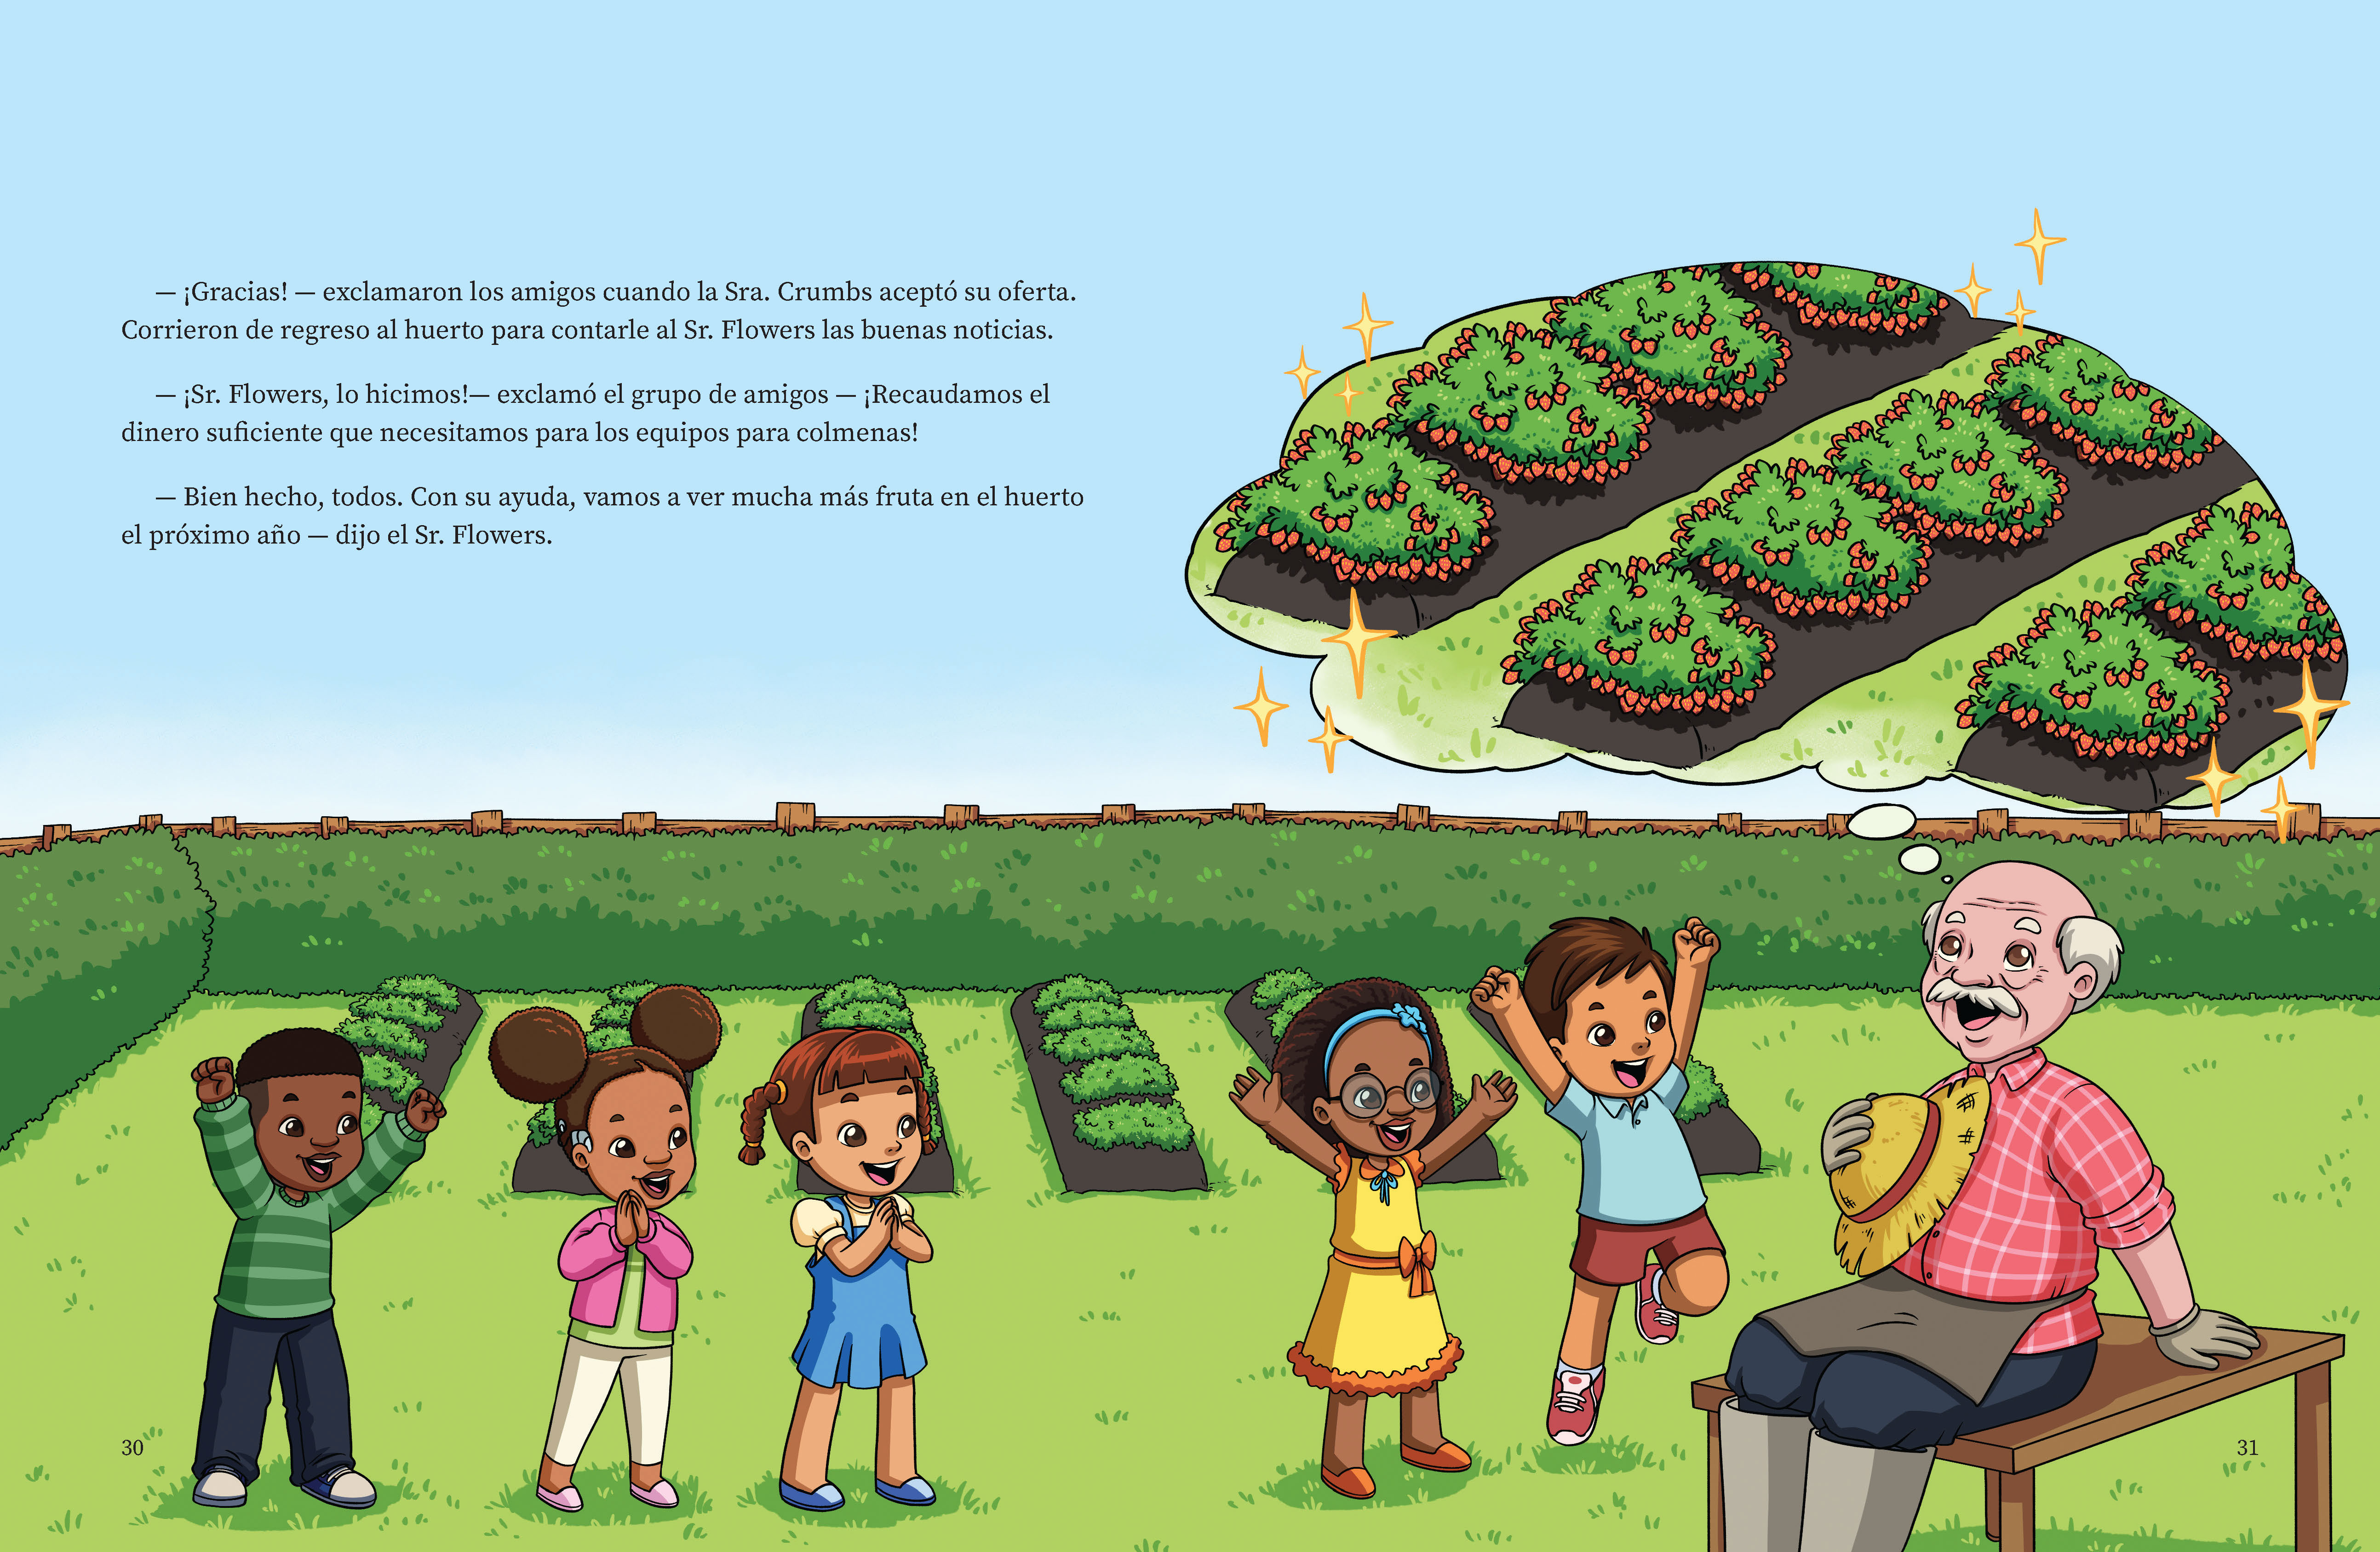 — ¡Gracias! — exclamaron los amigos cuando la Sra. Crumbs aceptó su oferta.
Corrieron de regreso al huerto para contarle al Sr. Flowers las buenas noticias.
— ¡Sr. Flowers, lo hicimos!— exclamó el grupo de amigos — ¡Recaudamos el
dinero suficiente que necesitamos para los equipos para colmenas!
— Bien hecho, todos. Con su ayuda, vamos a ver mucha más fruta en el huerto
el próximo año — dijo el Sr. Flowers.
30
31